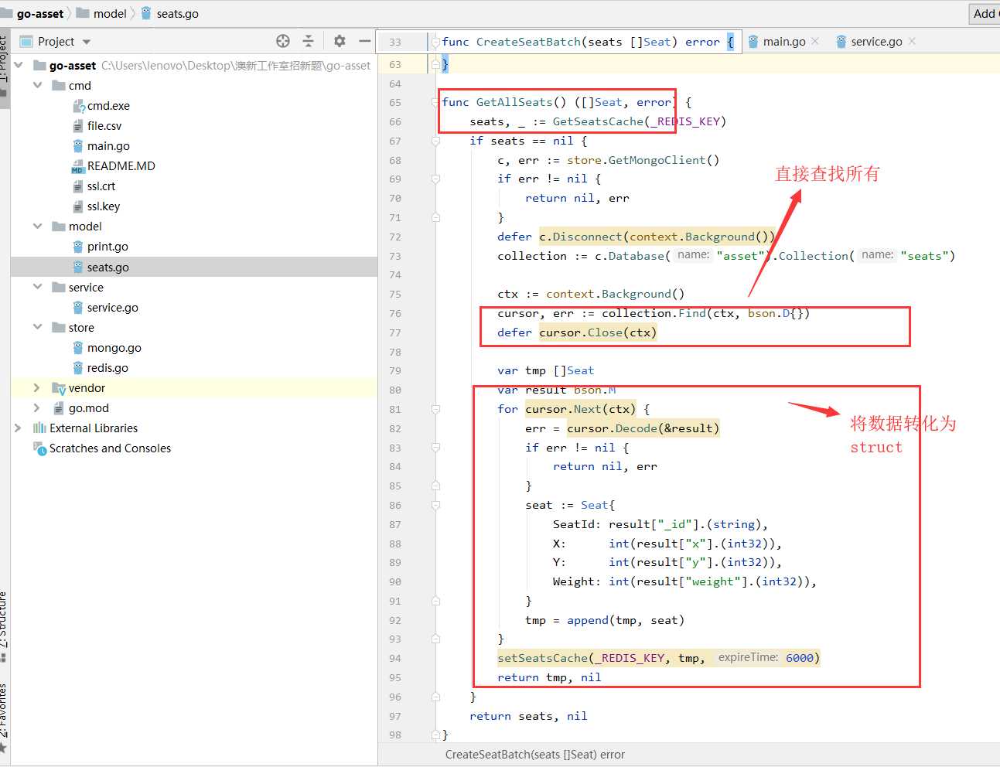 go-asset
model
seats.go
Add
1: Project
Project
33
func CreateSeatBatch(seats []Seat) error {
main.go
service.go
go-asset C:\Users\lenovo\Desktop\澳新工作室招新题\go-asset
cmd
cmd.exe
file.csv
main.go
README.MD
ssl.crt
ssl.key
model
print.go
seats.go
service
service.go
store
mongo.go
redis.go
vendor
go.mod
External Libraries
Scratches and Consoles
7: Structure
2: Favorites
63 }
64
65 func GetAllSeats() ([]Seat, error) {
66 seats, _ := GetSeatsCache(_REDIS_KEY)
67 if seats == nil {
68 c, err := store.GetMongoClient()
69 if err != nil {
70 return nil, err
71 }
72 defer c.Disconnect(context.Background())
73 collection := c.Database( name: "asset").Collection( name: "seats")
74
75 ctx := context.Background()
76 cursor, err := collection.Find(ctx, bson.D{})
77 defer cursor.Close(ctx)
78
79 var tmp []Seat
80 var result bson.M
81 for cursor.Next(ctx) {
82 err = cursor.Decode(&result)
83 if err != nil {
84 return nil, err
85 }
86 seat := Seat{
87 SeatId: result["_id"].(string),
88 X: int(result["x"].(int32)),
89 Y: int(result["y"].(int32)),
90 Weight: int(result["weight"].(int32)),
91 }
92 tmp = append(tmp, seat)
93 }
94 setSeatsCache(_REDIS_KEY, tmp, expireTime: 6000)
95 return tmp, nil
96 }
97 return seats, nil
98 }
直接查找所有
将数据转化为
struct
CreateSeatBatch(seats []Seat) error